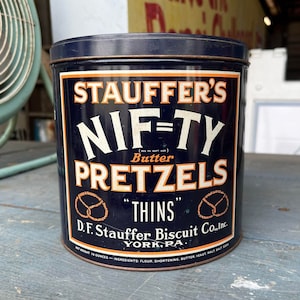 STAUFFER'S
NIF=TY
Butter
PRETZELS
"THINS"
D.F. Stauffer Biscuit Co., Inc.
YORK, PA.